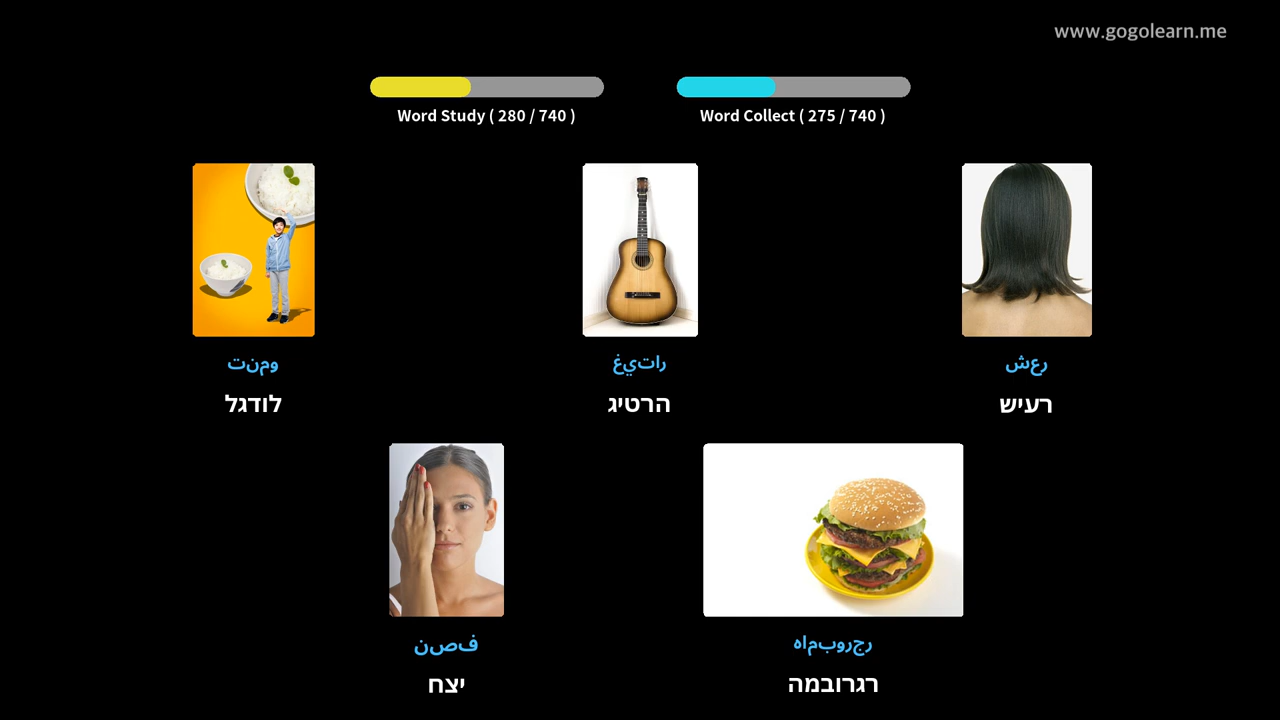 www.gogolearn.me
Word Study ( 280 / 740 )
Word Collect ( 275 / 740 )
ومنت
לודגל
راتيغ
הרטיג
رعش
רעיש
فصن
יצח
رجروبماه
רגרובמה